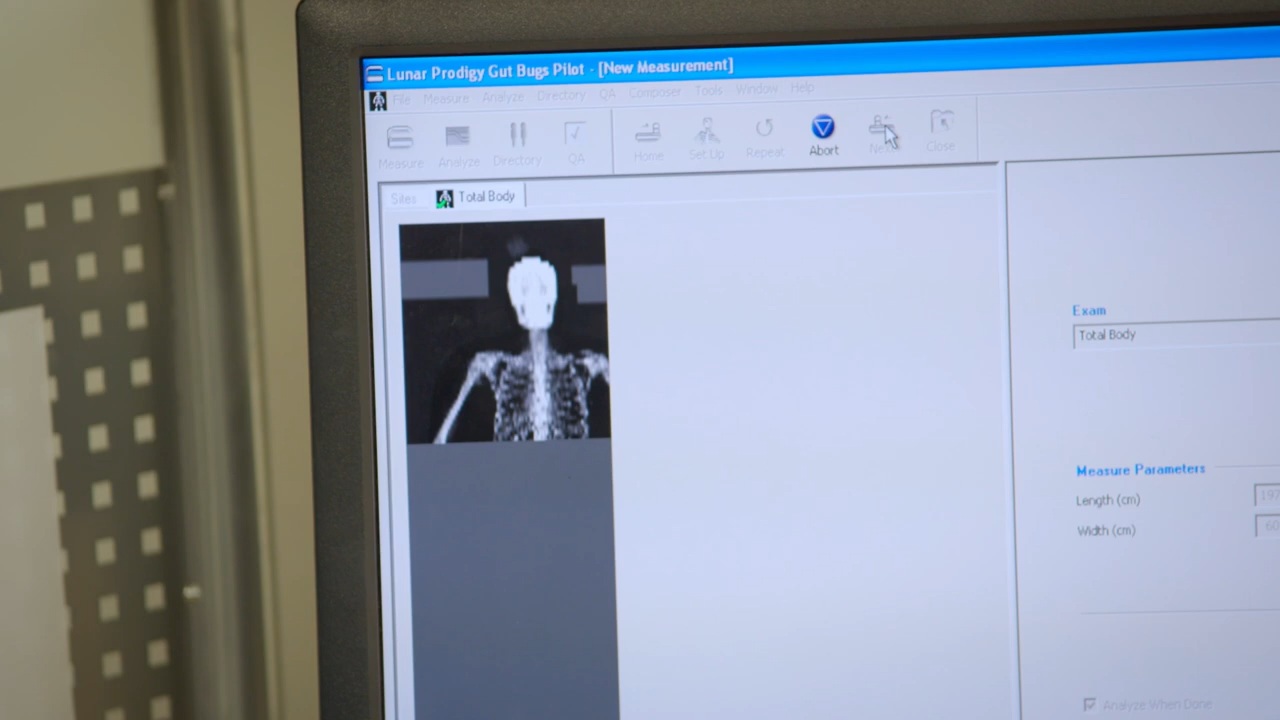 Lunar Prodigy Gut Bugs Pilot - [New Measurement]
File Measure Analyze Directory QA Composer Tools Window Help
Measure Analyze Directory QA Home Set Up Repeat Abort Close
Sites Total Body
Exam
Total Body
Measure Parameters
Length (cm)
Width (cm) 60
Analyze When Done